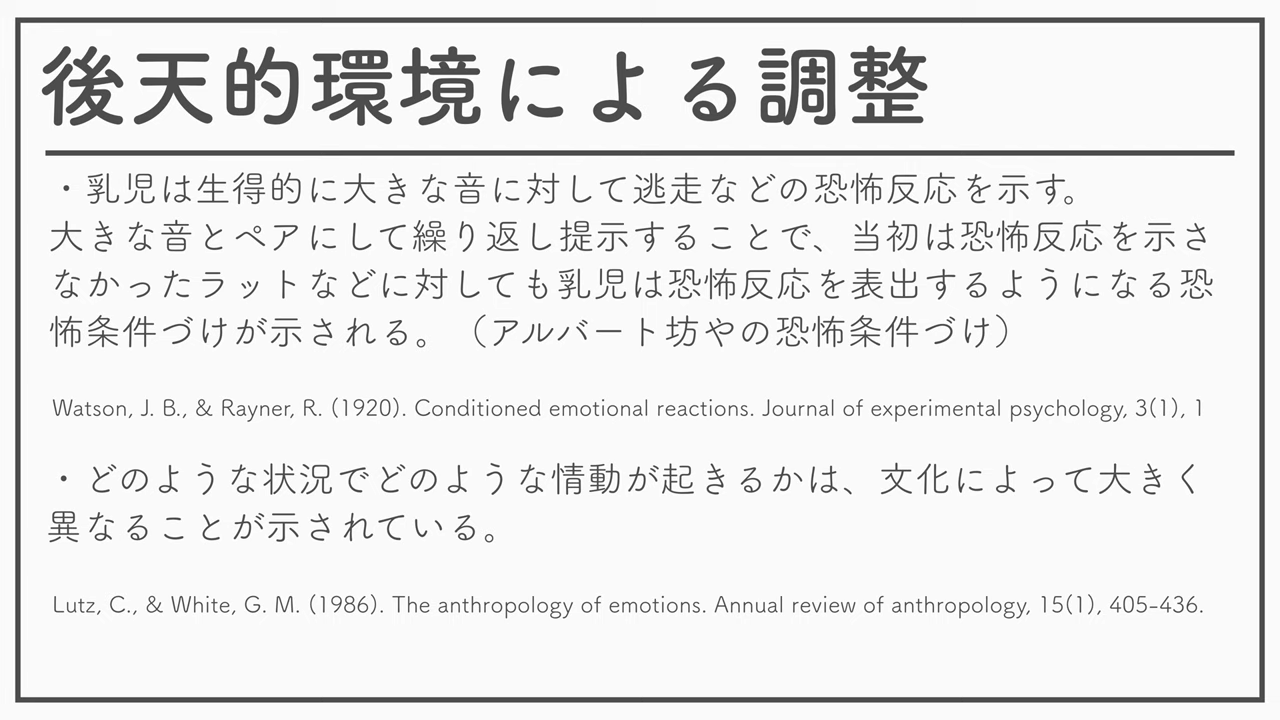 後天的環境による調整
・乳児は生得的に大きな音に対して逃走などの恐怖反応を示す。
大きな音とペアにして繰り返し提示することで、当初は恐怖反応を示さ
なかったラットなどに対しても乳児は恐怖反応を表出するようになる恐
怖条件づけが示される。（アルバート坊やの恐怖条件づけ）
Watson, J. B., & Rayner, R. (1920). Conditioned emotional reactions. Journal of experimental psychology, 3(1), 1
・どのような状況でどのような情動が起きるかは、文化によって大きく
異なることが示されている。
Lutz, C., & White, G. M. (1986). The anthropology of emotions. Annual review of anthropology, 15(1), 405-436.